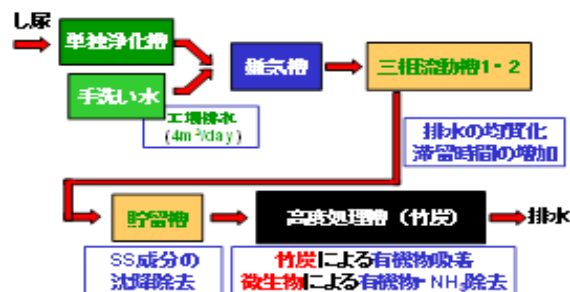 し尿
単独浄化槽
手洗い水
工場排水
(4m³/day)
嫌気槽
三相流動槽1・2
排水の均質化
滞留時間の増加
貯留槽
SS成分の
沈降除去
高度処理槽（竹炭）
排水
竹炭による有機物吸着
微生物による有機物・NH₃除去